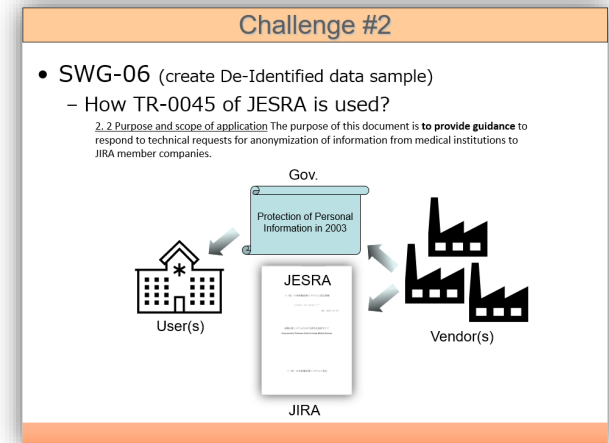 Challenge #2
• SWG-06 (create De-Identified data sample)
– How TR-0045 of JESRA is used?
2. 2 Purpose and scope of application The purpose of this document is to provide guidance to
respond to technical requests for anonymization of information from medical institutions to
JIRA member companies.
Gov.
Protection of Personal
Information in 2003
JESRA
User(s)
Vendor(s)
JIRA